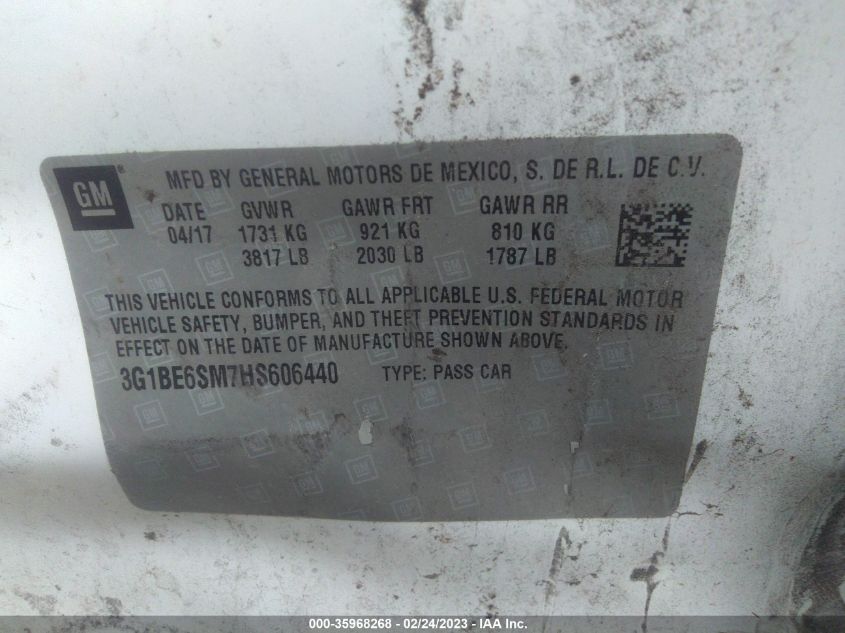 GM
MFD BY GENERAL MOTORS DE MEXICO, S. DE R.L. DE C.V.
DATE GVWR GAWR FRT GAWR RR
04/17 1731 KG 921 KG 810 KG
3817 LB 2030 LB 1787 LB
THIS VEHICLE CONFORMS TO ALL APPLICABLE U.S. FEDERAL MOTOR
VEHICLE SAFETY, BUMPER, AND THEFT PREVENTION STANDARDS IN
EFFECT ON THE DATE OF MANUFACTURE SHOWN ABOVE.
3G1BE6SM7HS606440 TYPE: PASS CAR
000-35968268 - 02/24/2023 - IAA Inc.